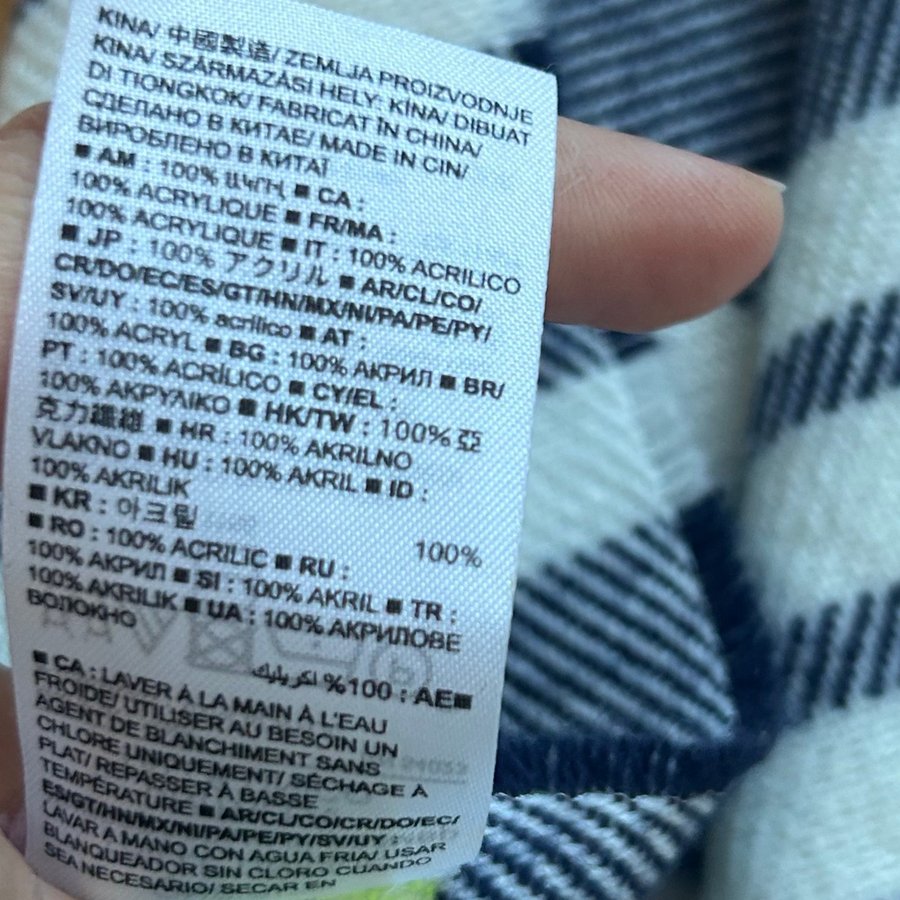 KINA/ 中國製造/ ZEMLJA PROIZVODNJE
KINA/ SZÁRMAZÁSI HELY: KÍNA/ DIBUAT
DI TIONGKOK/ FABRICAT ÎN CHINA/
СДЕЛАНО В КИТАЕ/ MADE IN CIN/
ВИРОБЛЕНО В КИТАЇ
■ AM : 100% ԱԿՐԻԼ ■ CA :
100% ACRYLIQUE ■ FR/MA :
100% ACRYLIQUE ■ IT : 100% ACRILICO
■ JP : 100% アクリル ■ AR/CL/CO/
CR/DO/EC/ES/GT/HN/MX/NI/PA/PE/PY/
SV/UY : 100% acrílico ■ AT :
100% ACRYL ■ BG : 100% АКРИЛ ■ BR/
PT : 100% ACRÍLICO ■ CY/EL :
100% ΑΚΡΥΛΙΚΟ ■ HK/TW : 100% 亞
克力纖維 ■ HR : 100% AKRILNO
VLAKNO ■ HU : 100% AKRIL ■ ID :
100% AKRILIK
■ KR : 아크릴 100%
■ RO : 100% ACRILIC ■ RU :
100% АКРИЛ ■ SI : 100% AKRIL ■ TR :
100% AKRILIK ■ UA : 100% АКРИЛОВЕ
ВОЛОКНО
■AE : 100% اكريليك
■ CA : LAVER À LA MAIN À L'EAU
FROIDE/ UTILISER AU BESOIN UN
AGENT DE BLANCHIMENT SANS
CHLORE UNIQUEMENT/ SÉCHAGE À
PLAT/ REPASSER À BASSE
TEMPÉRATURE ■ AR/CL/CO/CR/DO/EC/
ES/GT/HN/MX/NI/PA/PE/PY/SV/UY :
LAVAR A MANO CON AGUA FRIA/ USAR
BLANQUEADOR SIN CLORO CUANDO
SEA NECESARIO/ SECAR EN